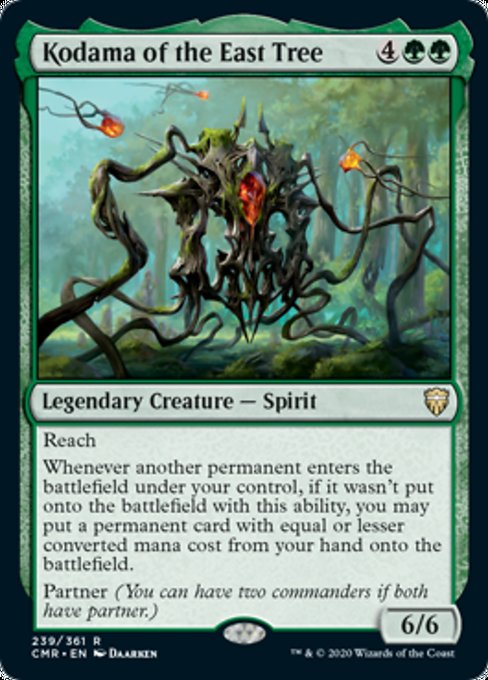 Kodama of the East Tree 4
Legendary Creature — Spirit
Reach
Whenever another permanent enters the
battlefield under your control, if it wasn't put
onto the battlefield with this ability, you may
put a permanent card with equal or lesser
converted mana cost from your hand onto the
battlefield.
Partner (You can have two commanders if both
have partner.)
6/6
239/361 R
CMR • EN DAARKEN
™ & © 2020 Wizards of the Coast